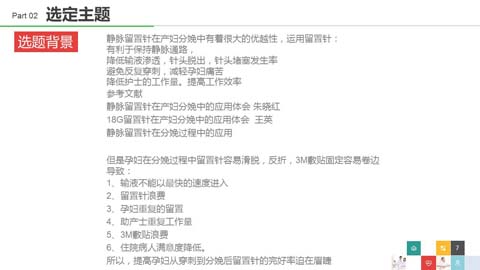 Part 02 选定主题
选题背景
静脉留置针在产妇分娩中有着很大的优越性，运用留置针：
有利于保持静脉通路，
降低输液渗透，针头脱出，针头堵塞发生率
避免反复穿刺，减轻孕妇痛苦
降低护士的工作量。提高工作效率
参考文献
静脉留置针在产妇分娩中的应用体会 朱晓红
18G留置针在产妇分娩中的应用体会  王英
静脉留置针在分娩过程中的应用
但是孕妇在分娩过程中留置针容易滑脱，反折，3M敷贴固定容易卷边
导致：
1、输液不能以最快的速度进入
2、留置针浪费
3、孕妇重复的留置
4、助产士重复工作量
5、3M敷贴浪费
6、住院病人满意度降低。
所以，提高孕妇从穿刺到分娩后留置针的完好率迫在眉睫
7